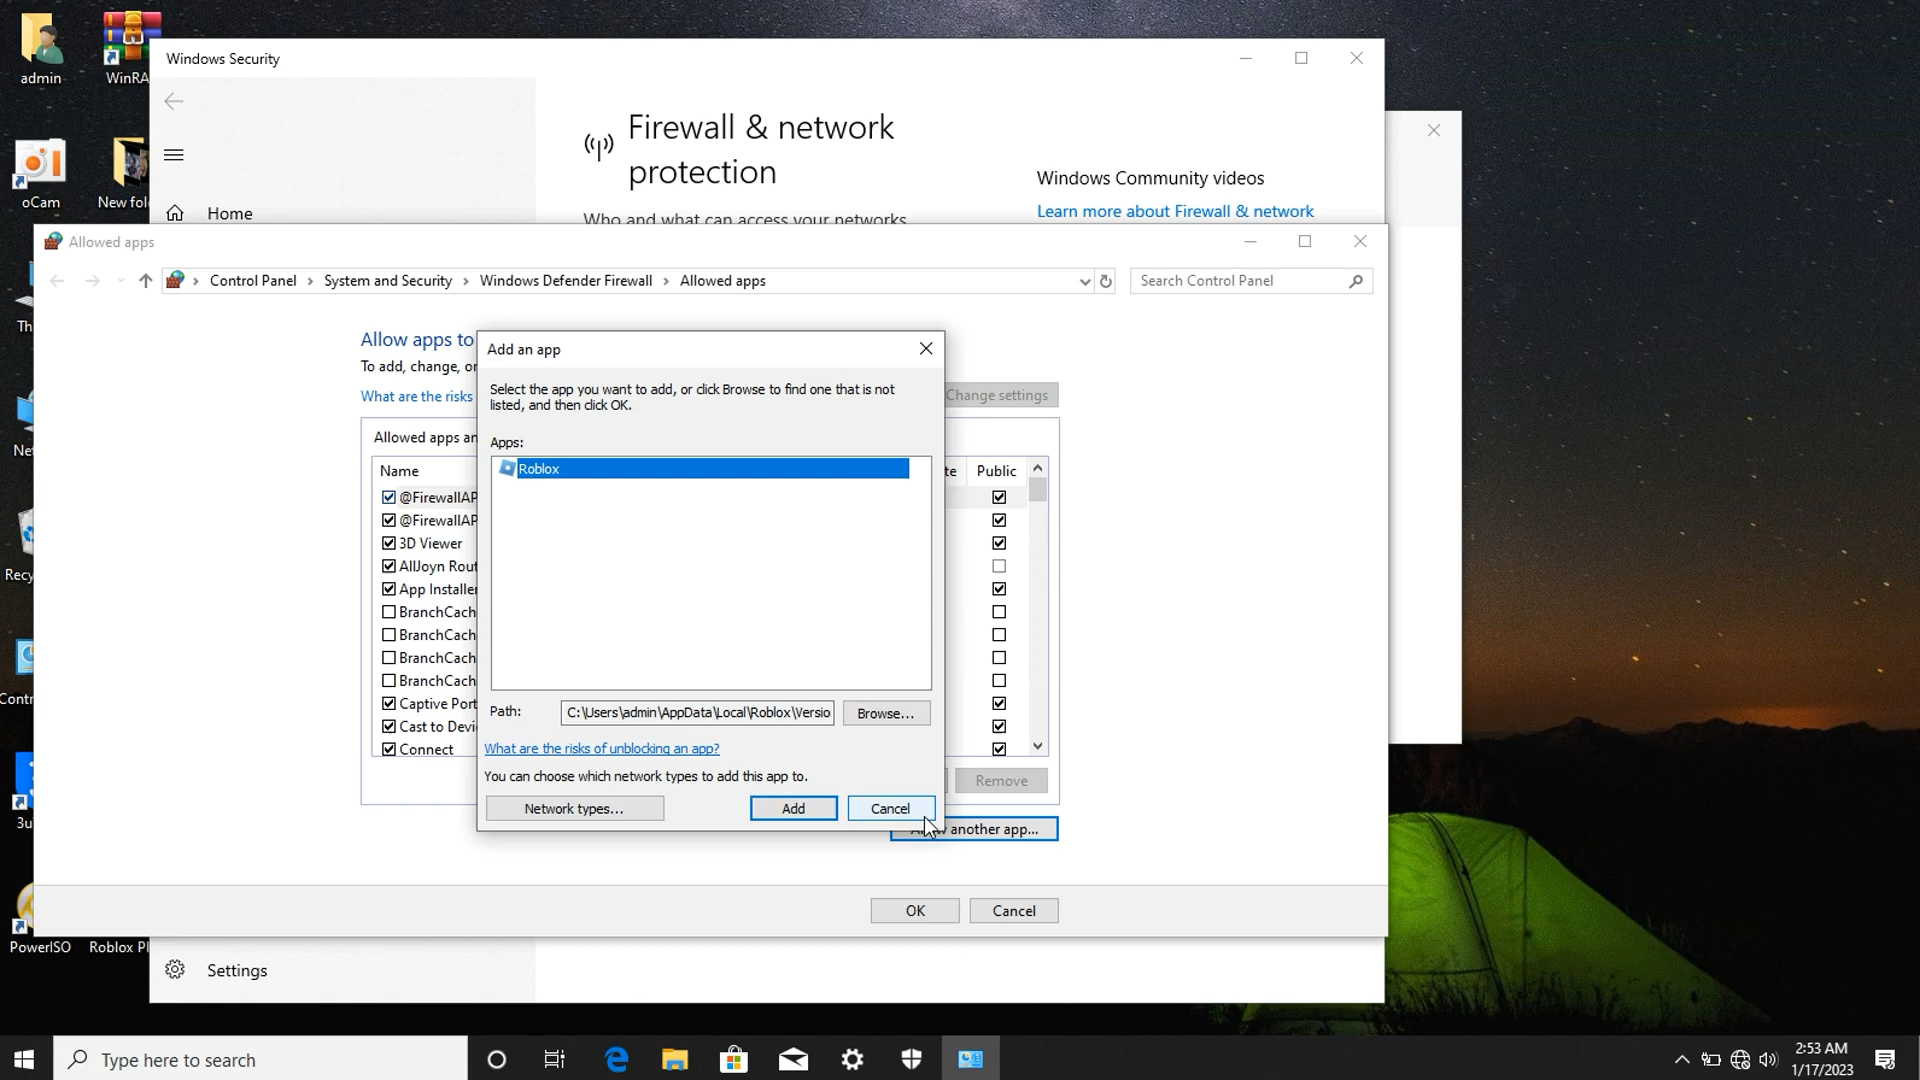 admin
WinRA
oCam
New fol
Th
Net
Recy
Contr
3u
PowerISO
Roblox Pl
Windows Security
Home
Firewall & network
protection
Who and what can access your networks
Windows Community videos
Learn more about Firewall & network
Settings
Allowed apps
Control Panel
System and Security
Windows Defender Firewall
Allowed apps
Search Control Panel
Allow apps to
To add, change, or
What are the risks
Change settings
Allowed apps an
Name
te
Public
@FirewallAP
@FirewallAP
3D Viewer
AllJoyn Rout
App Installer
BranchCach
BranchCach
BranchCach
BranchCach
Captive Port
Cast to Devi
Connect
Remove
another app...
OK
Cancel
Add an app
Select the app you want to add, or click Browse to find one that is not
listed, and then click OK.
Apps:
Roblox
Path:
C:\Users\admin\AppData\Local\Roblox\Versio
Browse...
What are the risks of unblocking an app?
You can choose which network types to add this app to.
Network types...
Add
Cancel
Type here to search
2:53 AM
1/17/2023